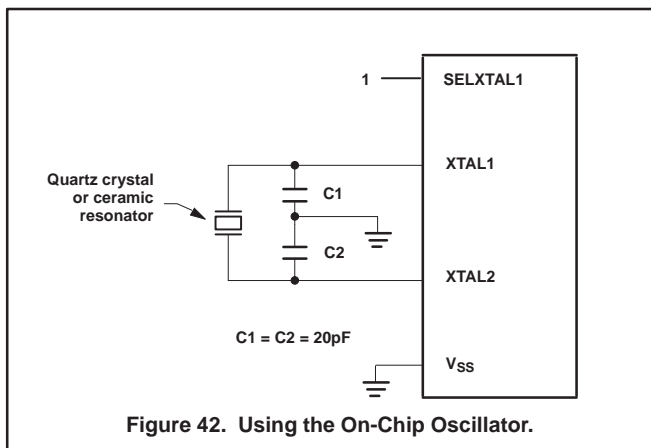 1
SELXTAL1
XTAL1
Quartz crystal
or ceramic
resonator
C1
C2
XTAL2
C1 = C2 = 20pF
VSS
Figure 42. Using the On-Chip Oscillator.